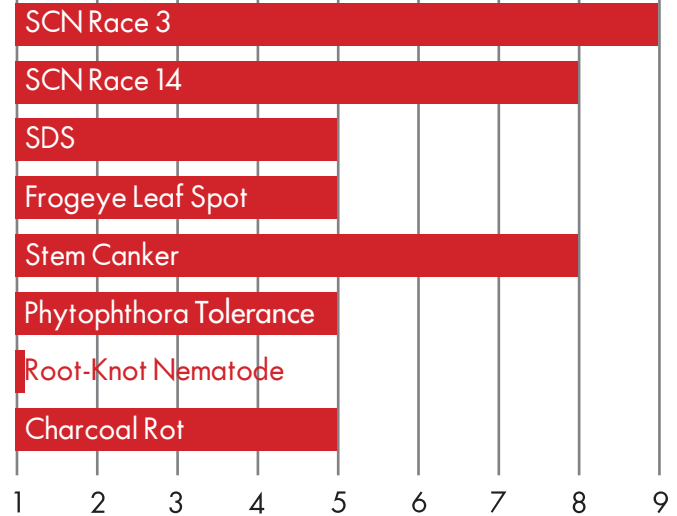 SCN Race 3
SCN Race 14
SDS
Frogeye Leaf Spot
Stem Canker
Phytophthora Tolerance
Root-Knot Nematode
Charcoal Rot
1 2 3 4 5 6 7 8 9